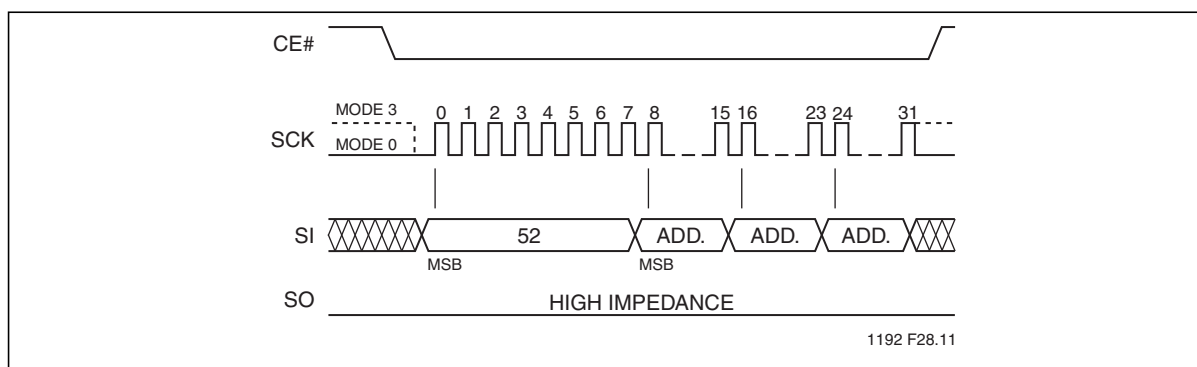 CE#
MODE 3
0 1 2 3 4 5 6 7 8 15 16 23 24 31
SCK
MODE 0
SI 52 ADD. ADD. ADD.
MSB MSB
SO HIGH IMPEDANCE
1192 F28.11